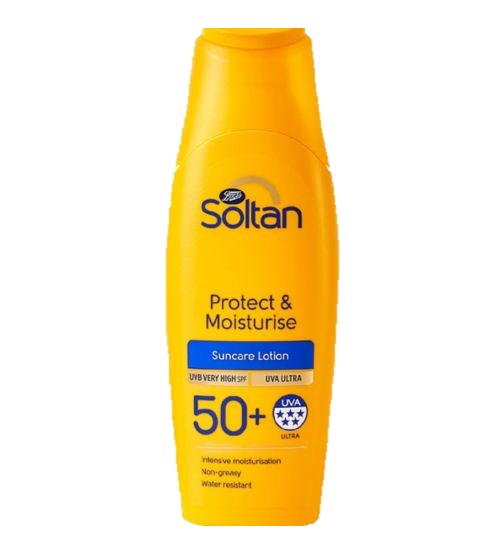 Boots
Soltan
Protect &
Moisturise
Suncare Lotion
UVB VERY HIGH SPF UVA ULTRA
50+ UVA
ULTRA
Intensive moisturisation
Non-greasy
Water resistant